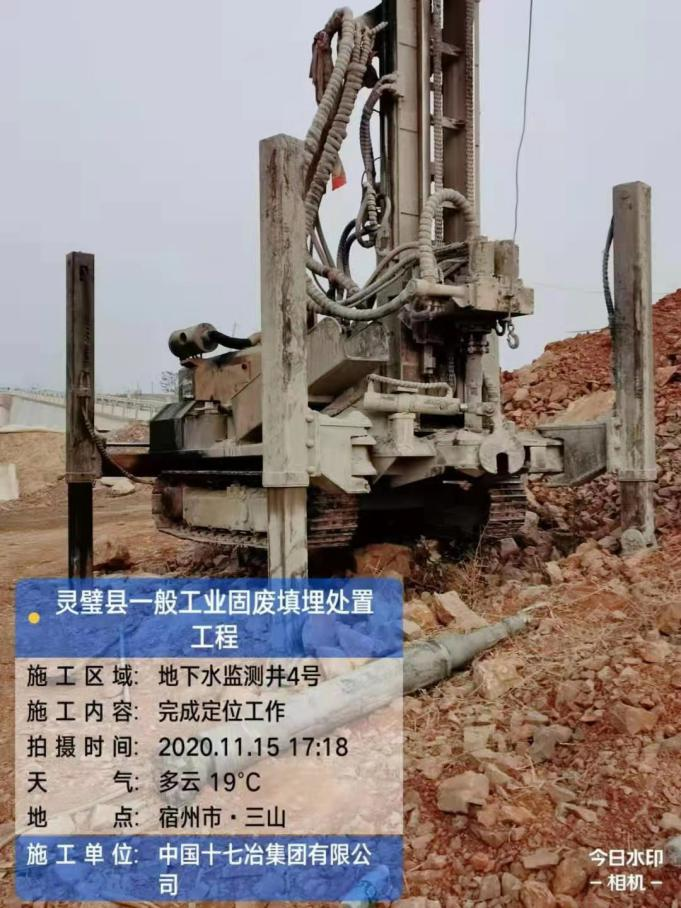 灵璧县一般工业固废填埋处置
工程
施工区域: 地下水监测井4号
施工内容: 完成定位工作
拍摄时间: 2020.11.15 17:18
天气: 多云 19℃
地点: 宿州市·三山
施工单位: 中国十七冶集团有限公
司
今日水印
-相机-